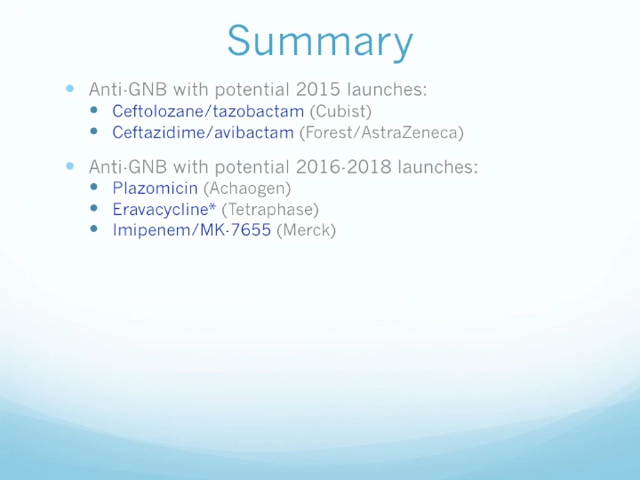 Summary
Anti-GNB with potential 2015 launches:
Ceftolozane/tazobactam (Cubist)
Ceftazidime/avibactam (Forest/AstraZeneca)
Anti-GNB with potential 2016-2018 launches:
Plazomicin (Achaogen)
Eravacycline* (Tetraphase)
Imipenem/MK-7655 (Merck)